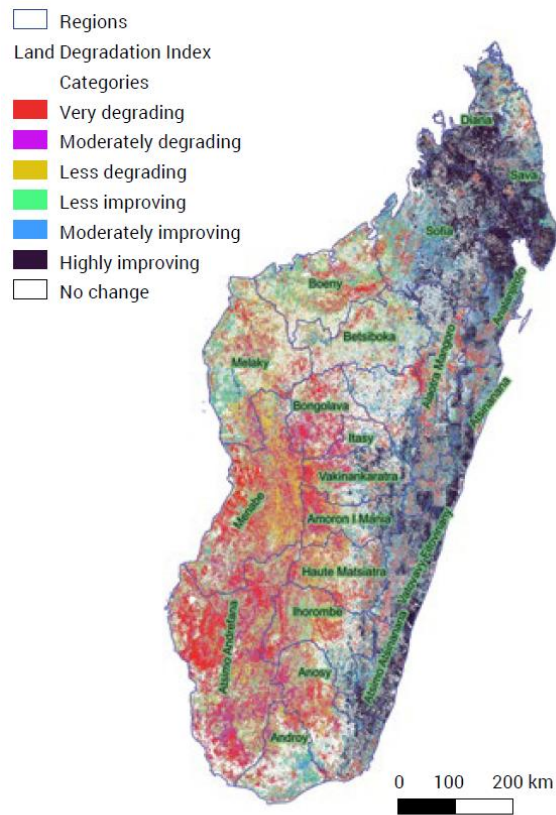 Regions
Land Degradation Index
Categories
Very degrading
Moderately degrading
Less degrading
Less improving
Moderately improving
Highly improving
No change
Diana
Sava
Sofia
Boeny
Betsiboka
Analanjirofo
Alaotra Mangoro
Melaky
Atsinanana
Bongolava
Itasy
Vakinankaratra
Menabe
Amoron I Mania
Vatovavy Fitovinany
Haute Matsiatra
Ihorombe
Atsimo Andrefana
Atsimo Atsinanana
Anosy
Androy
0 100 200 km